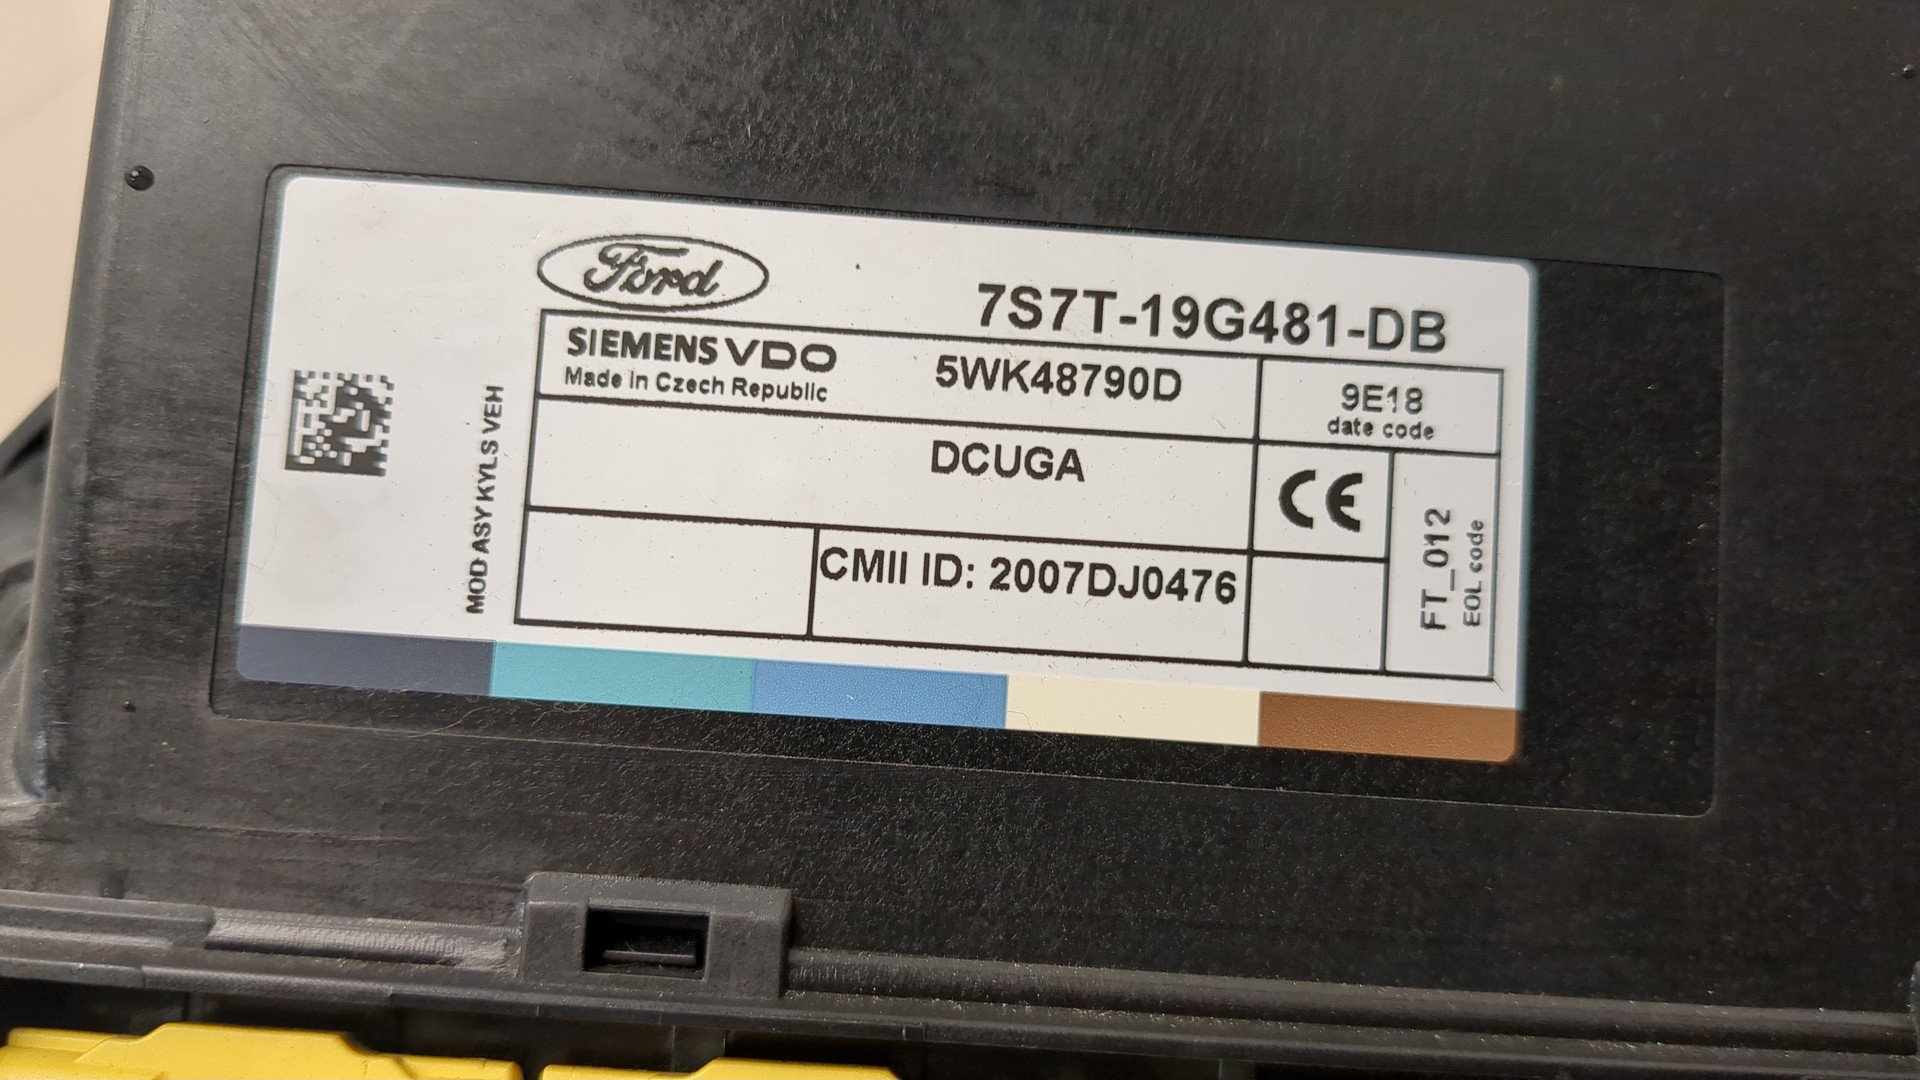 Ford
7S7T-19G481-DB
SIEMENS VDO
Made in Czech Republic
5WK48790D
9E18
date code
DCUGA
CE
CMII ID: 2007DJ0476
FT_012
EOL code
MOD ASY KYLS VEH